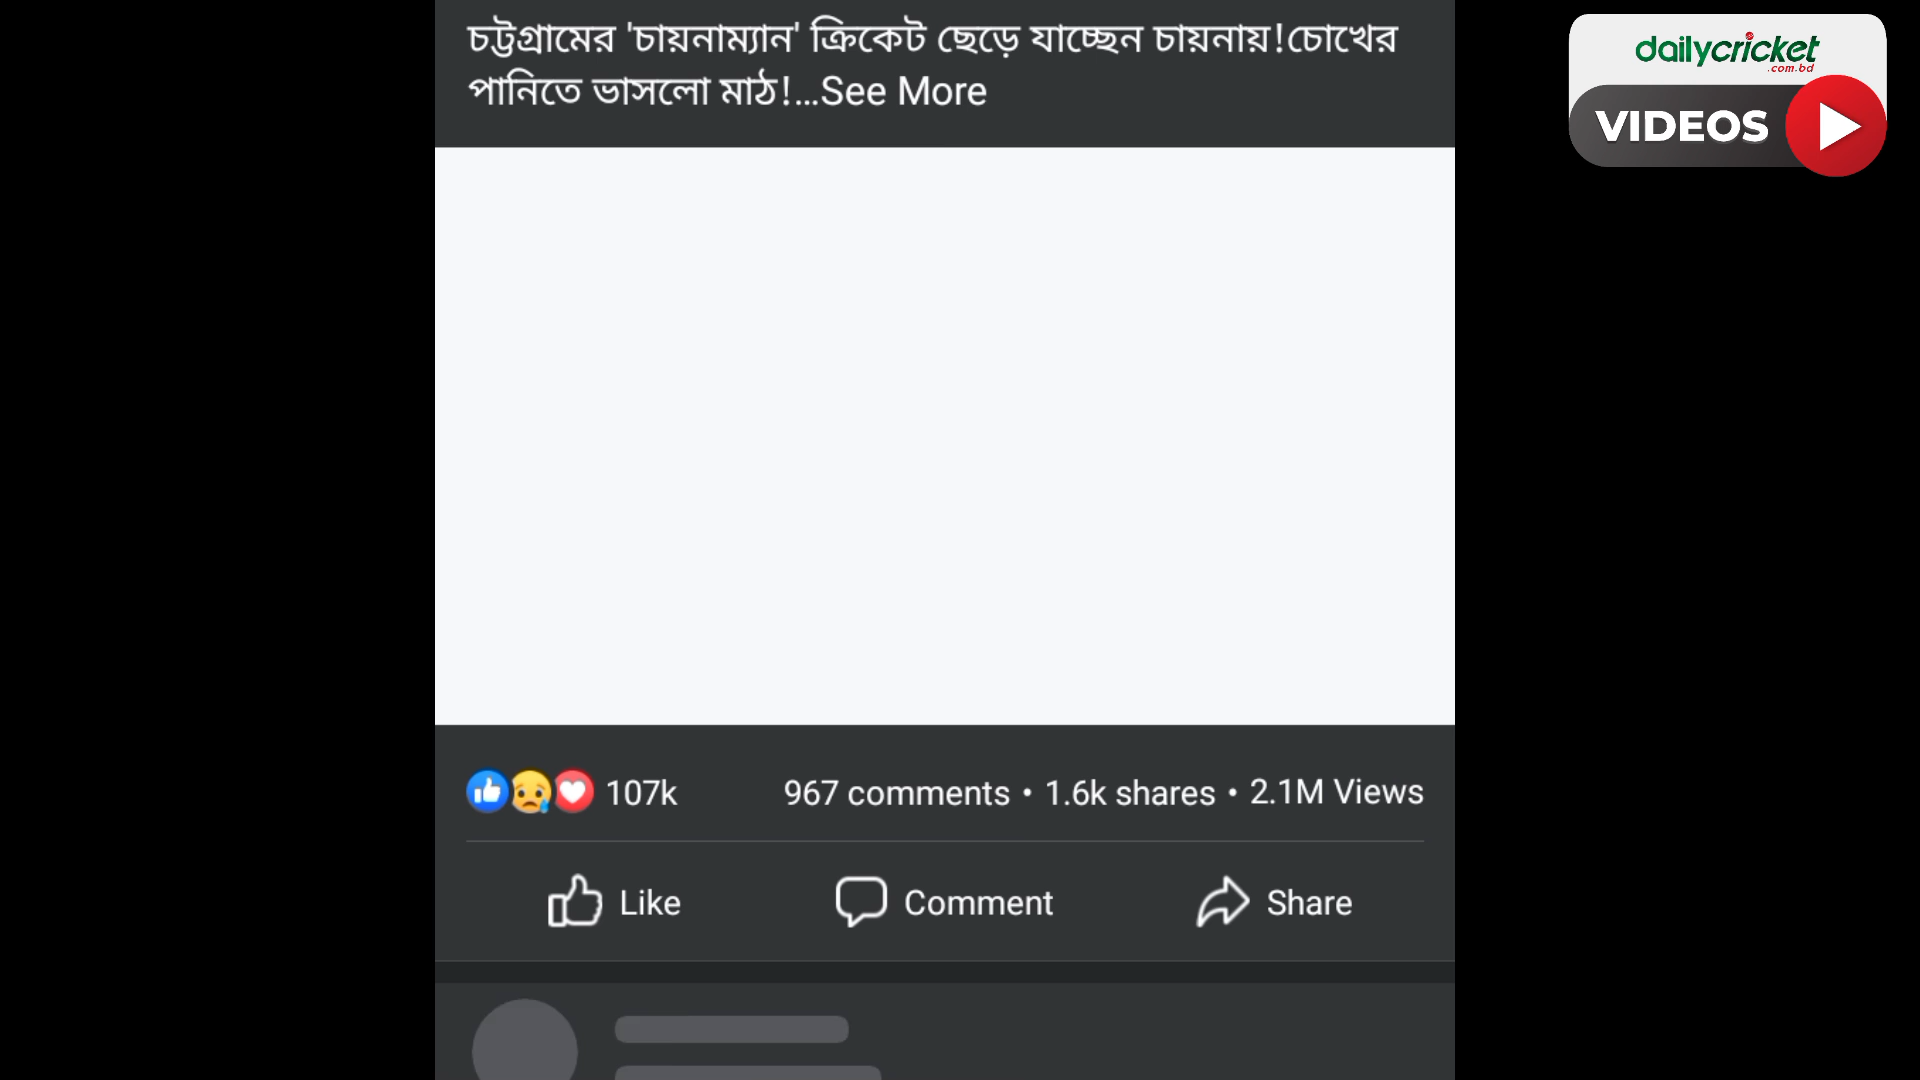 চট্টগ্রামের 'চায়নাম্যান' ক্রিকেট ছেড়ে যাচ্ছেন চায়নায়!চোখের
পানিতে ভাসলো মাঠ!...See More
dailycricket
.com.bd
VIDEOS
107k 967 comments • 1.6k shares • 2.1M Views
Like Comment Share